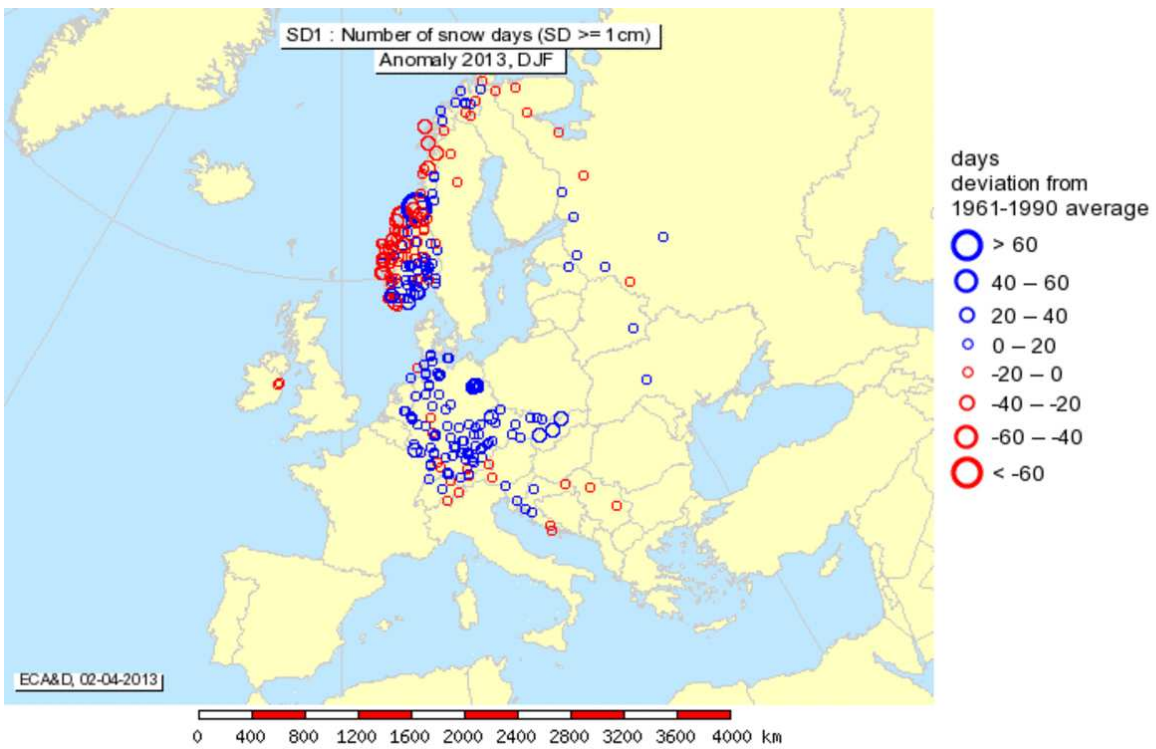 SD1 : Number of snow days (SD >= 1cm)
Anomaly 2013, DJF
days
deviation from
1961-1990 average
> 60
40 – 60
20 – 40
0 – 20
-20 – 0
-40 – -20
-60 – -40
< -60
ECA&D, 02-04-2013
0 400 800 1200 1600 2000 2400 2800 3200 3600 4000 km